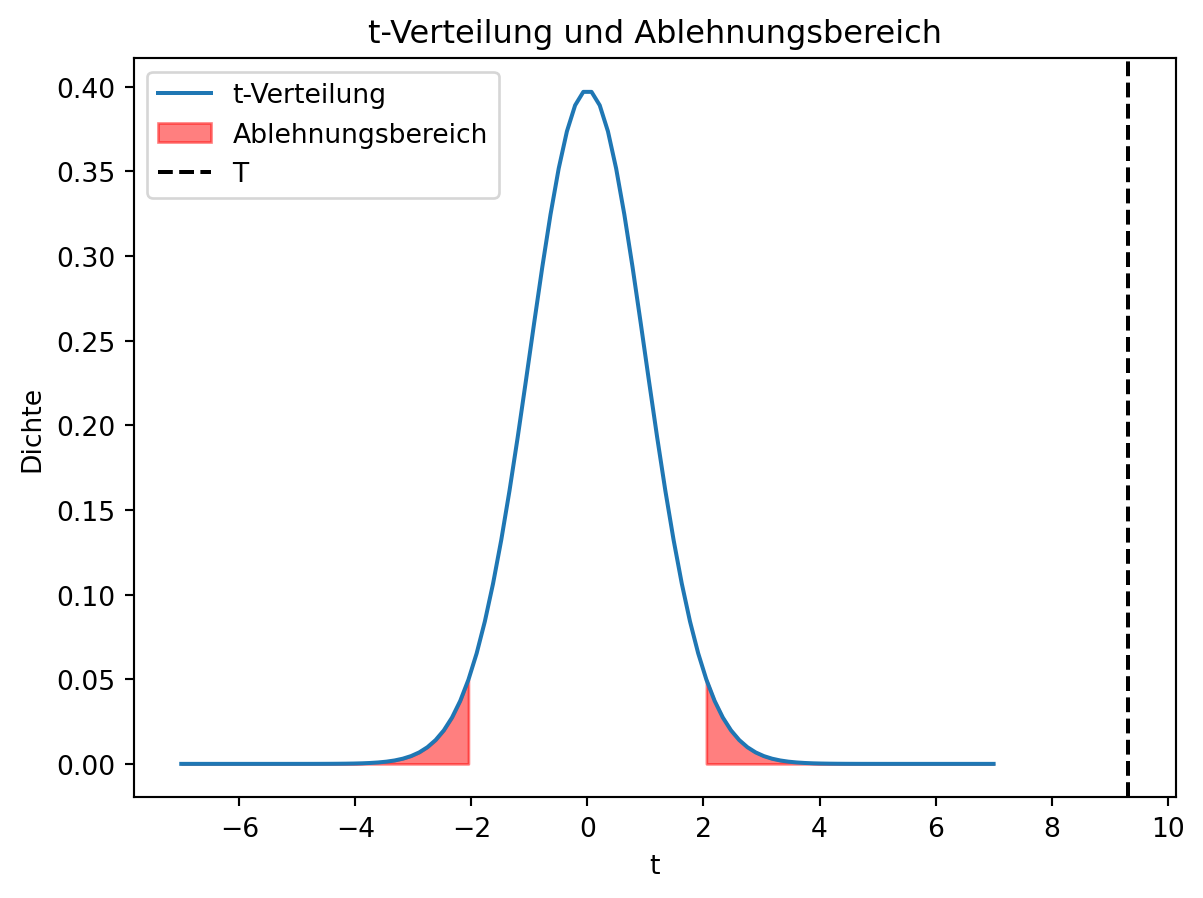 t-Verteilung und Ablehnungsbereich
t-Verteilung
Ablehnungsbereich
T
0.40
0.35
0.30
0.25
0.20
0.15
0.10
0.05
0.00
Dichte
−6 −4 −2 0 2 4 6 8 10
t